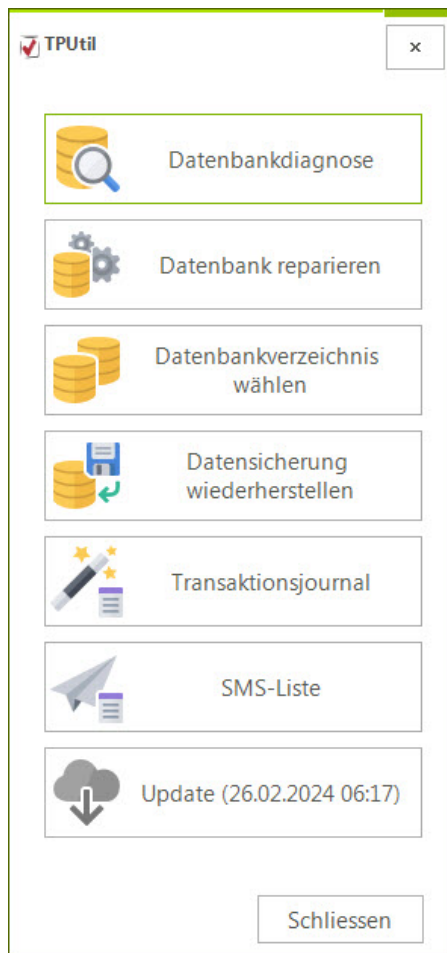 TPUtil
Datenbankdiagnose
Datenbank reparieren
Datenbankverzeichnis
wählen
Datensicherung
wiederherstellen
Transaktionsjournal
SMS-Liste
Update (26.02.2024 06:17)
Schliessen